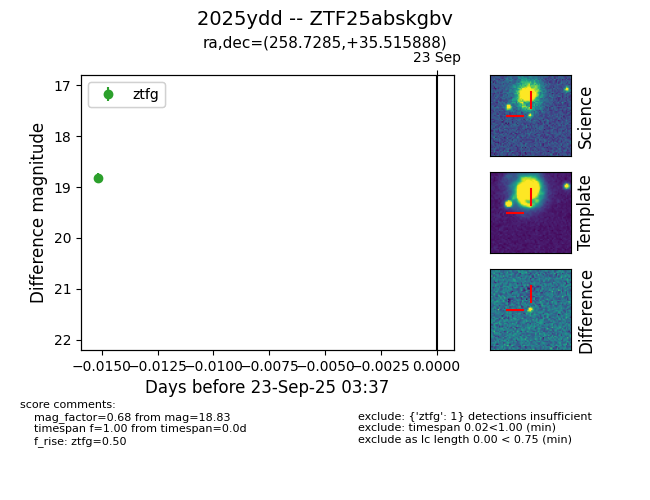 2025ydd -- ZTF25abskgbv
ra,dec=(258.7285,+35.515888)
23 Sep
ztfg
17
18
19
20
21
22
Difference magnitude
−0.0150 −0.0125 −0.0100 −0.0075 −0.0050 −0.0025 0.0000
Days before 23-Sep-25 03:37
Science
Template
Difference
score comments:
mag_factor=0.68 from mag=18.83
timespan f=1.00 from timespan=0.0d
f_rise: ztfg=0.50
exclude: {'ztfg': 1} detections insufficient
exclude: timespan 0.02<1.00 (min)
exclude as lc length 0.00 < 0.75 (min)